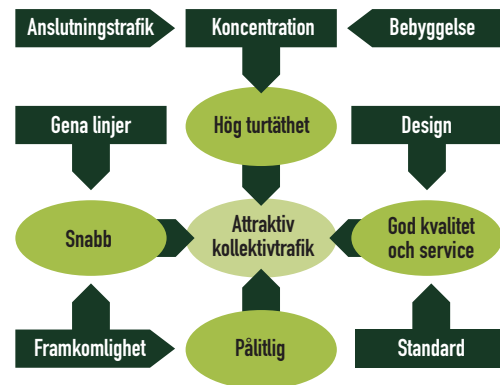 Anslutningstrafik
Koncentration
Bebyggelse
Gena linjer
Hög turtäthet
Design
Snabb
Attraktiv
kollektivtrafik
God kvalitet
och service
Framkomlighet
Pålitlig
Standard